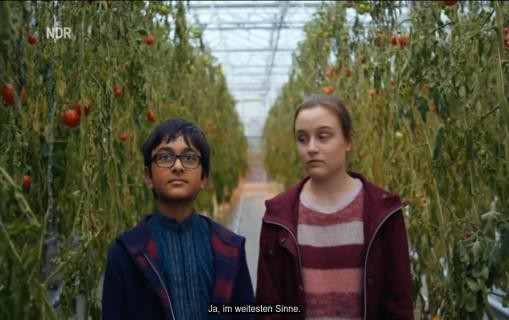 NDR
Ja, im weitesten Sinne.